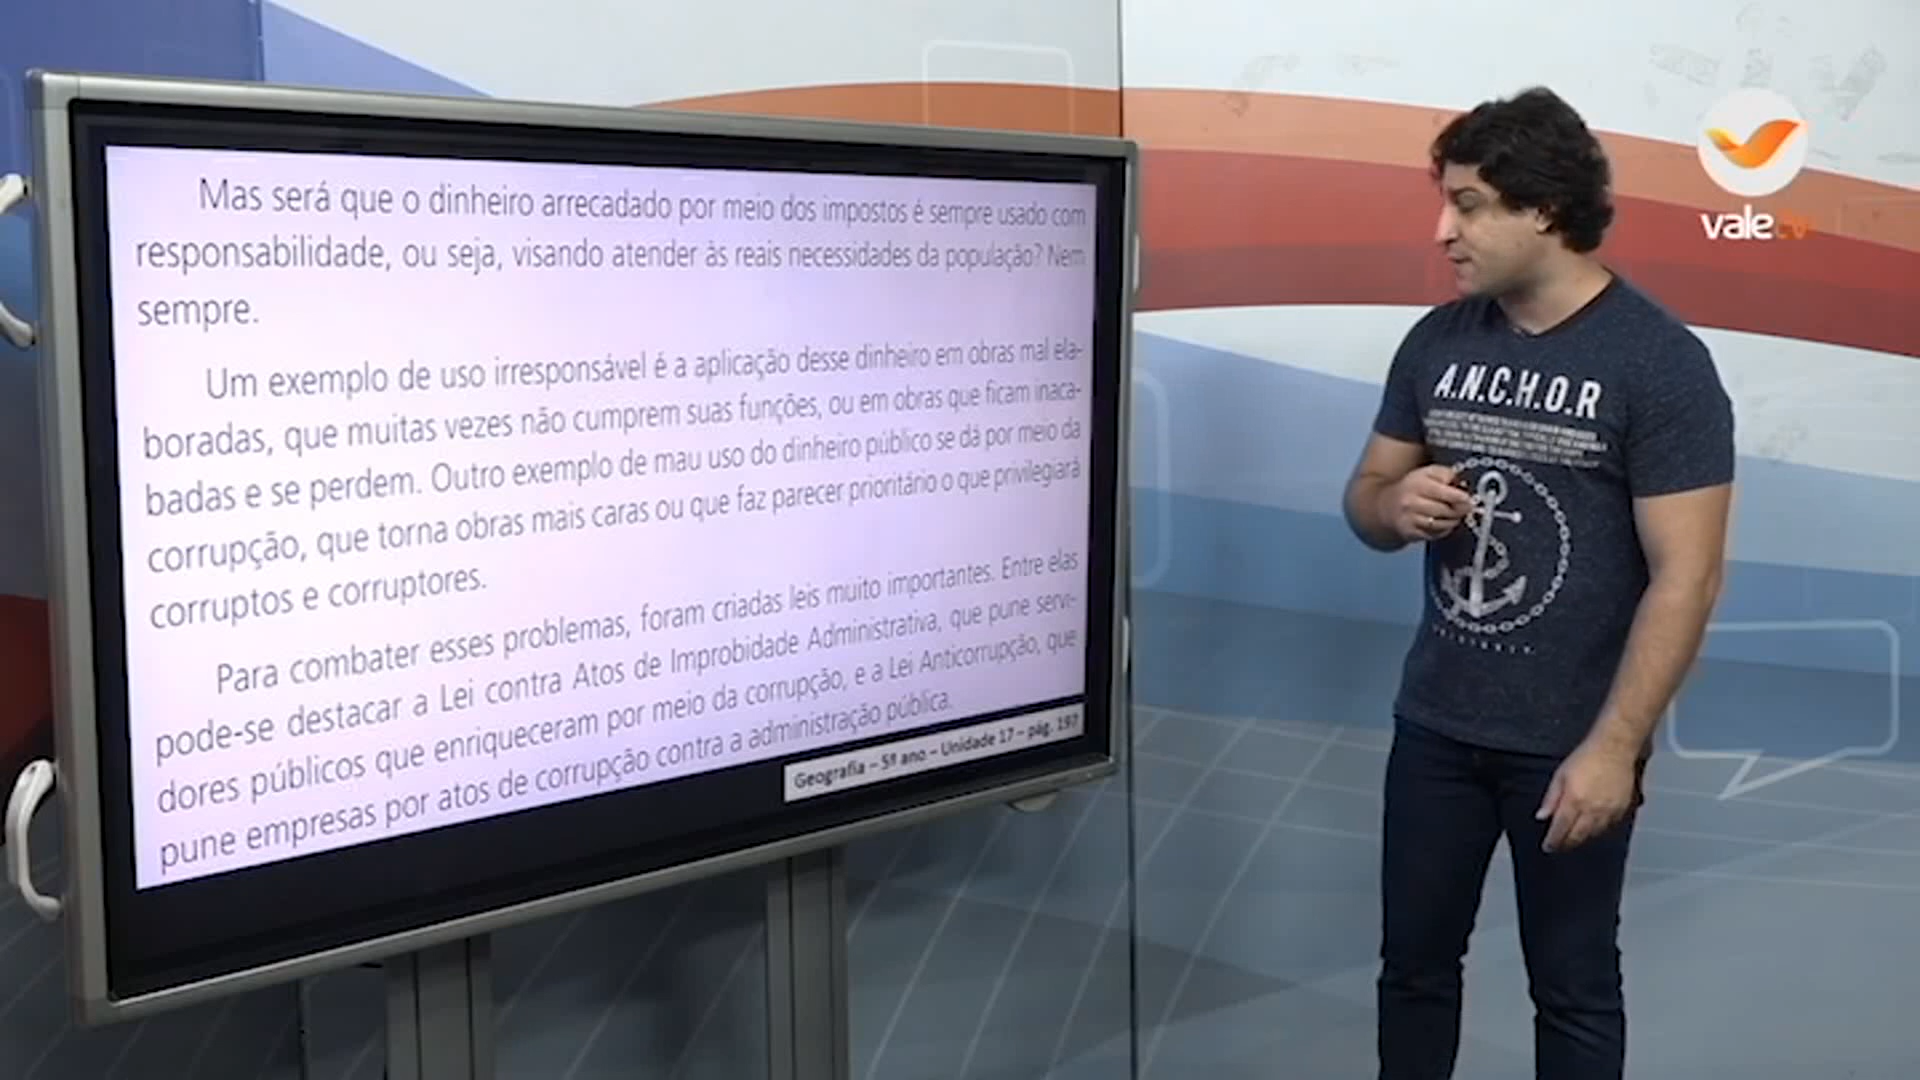 Mas será que o dinheiro arrecadado por meio dos impostos é sempre usado com
responsabilidade, ou seja, visando atender às reais necessidades da população? Nem
sempre.
Um exemplo de uso irresponsável é a aplicação desse dinheiro em obras mal ela-
boradas, que muitas vezes não cumprem suas funções, ou em obras que ficam inaca-
badas e se perdem. Outro exemplo de mau uso do dinheiro público se dá por meio da
corrupção, que torna obras mais caras ou que faz parecer prioritário o que privilegiará
corruptos e corruptores.
Para combater esses problemas, foram criadas leis muito importantes. Entre elas
pode-se destacar a Lei contra Atos de Improbidade Administrativa, que pune servi-
dores públicos que enriqueceram por meio da corrupção, e a Lei Anticorrupção, que
pune empresas por atos de corrupção contra a administração pública.
Geografia – 5º ano – Unidade 17 – pág. 197
valetv
A.N.C.H.O.R